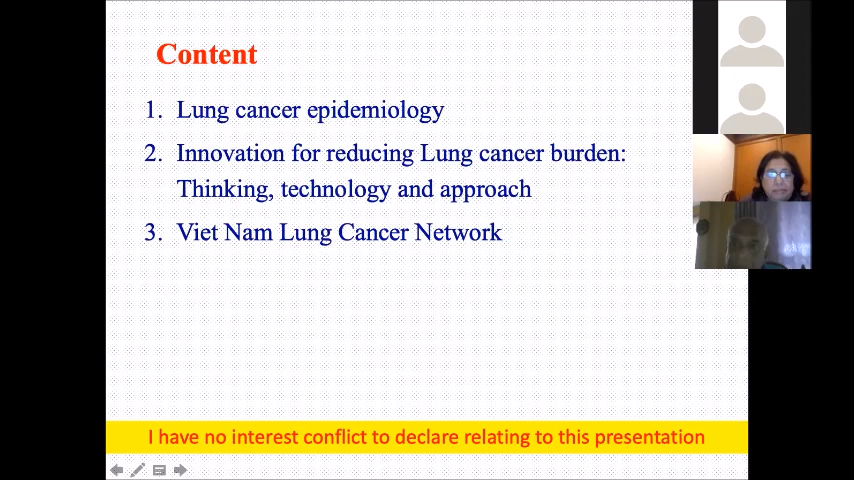 Content
1. Lung cancer epidemiology
2. Innovation for reducing Lung cancer burden:
Thinking, technology and approach
3. Viet Nam Lung Cancer Network
I have no interest conflict to declare relating to this presentation